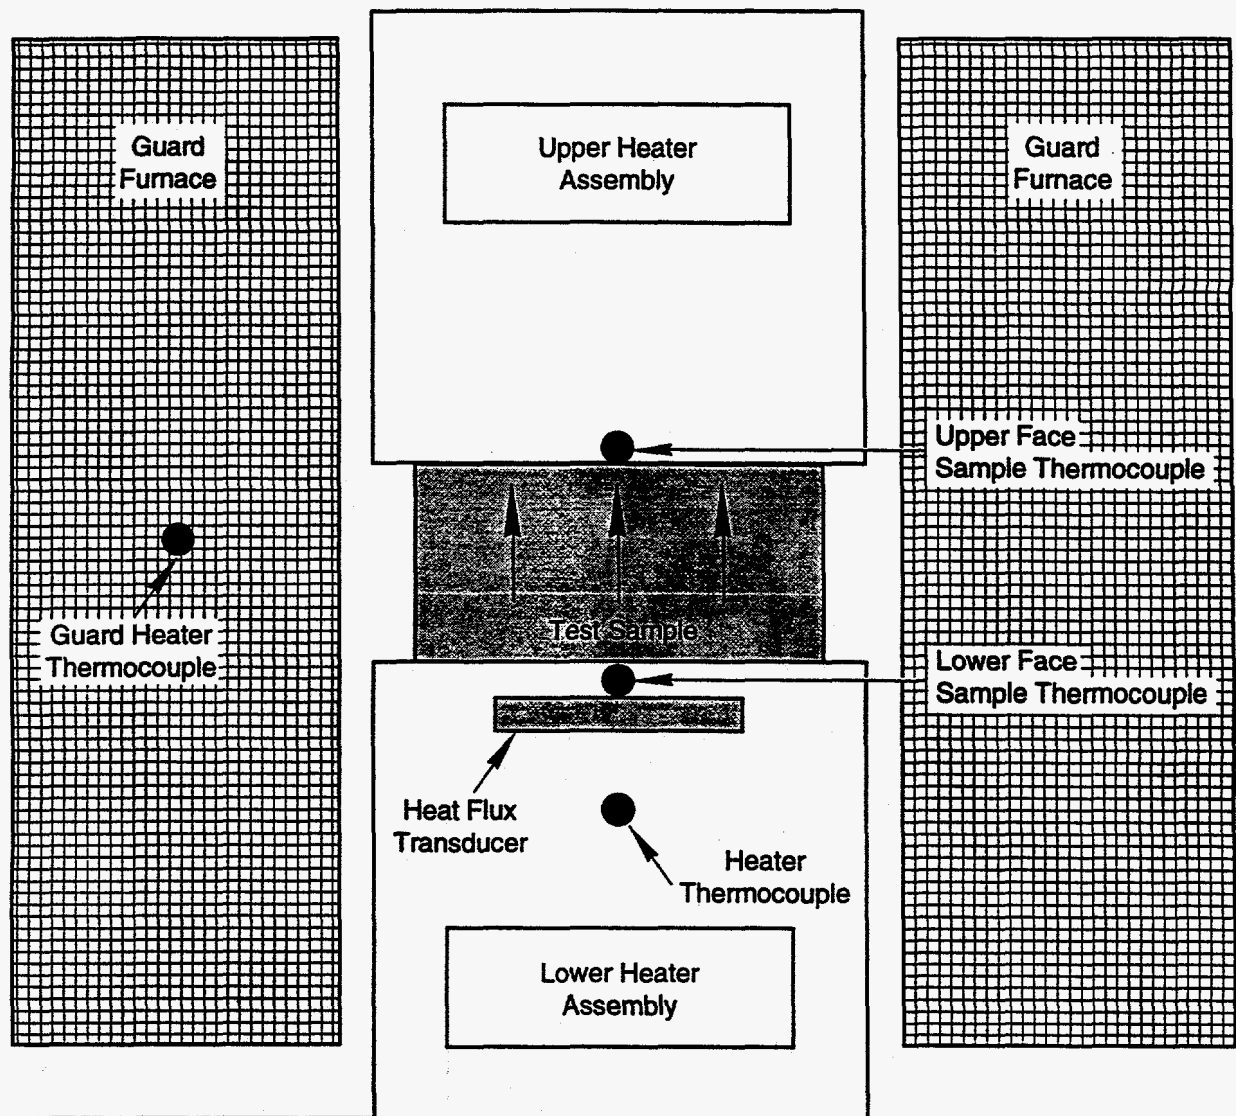 Guard
Furnace
Upper Heater
Assembly
Guard
Furnace
Upper Face
Sample Thermocouple
Test Sample
Guard Heater
Thermocouple
Lower Face
Sample Thermocouple
Heat Flux
Transducer
Heater
Thermocouple
Lower Heater
Assembly